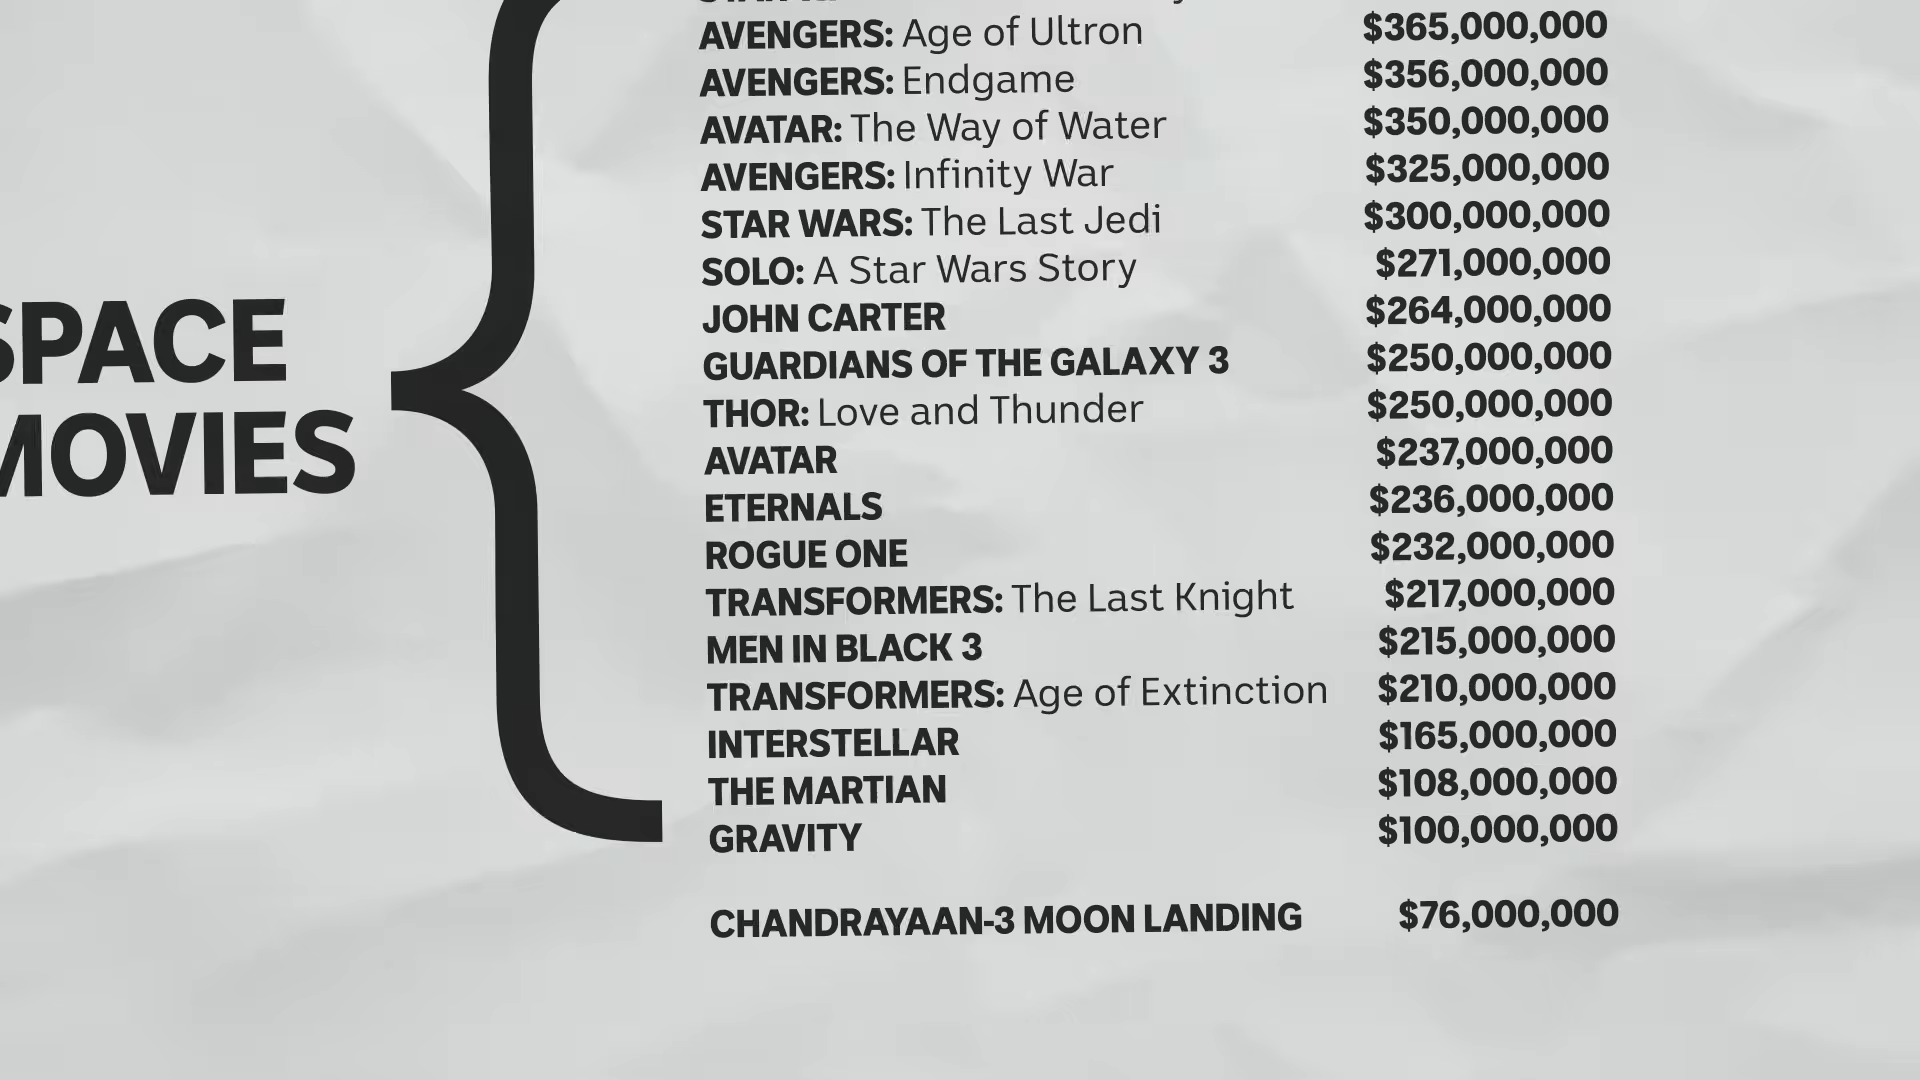 AVENGERS: Age of Ultron $365,000,000
AVENGERS: Endgame $356,000,000
AVATAR: The Way of Water $350,000,000
AVENGERS: Infinity War $325,000,000
STAR WARS: The Last Jedi $300,000,000
SOLO: A Star Wars Story $271,000,000
JOHN CARTER $264,000,000
GUARDIANS OF THE GALAXY 3 $250,000,000
THOR: Love and Thunder $250,000,000
AVATAR $237,000,000
ETERNALS $236,000,000
ROGUE ONE $232,000,000
TRANSFORMERS: The Last Knight $217,000,000
MEN IN BLACK 3 $215,000,000
TRANSFORMERS: Age of Extinction $210,000,000
INTERSTELLAR $165,000,000
THE MARTIAN $108,000,000
GRAVITY $100,000,000
SPACE
MOVIES
CHANDRAYAAN-3 MOON LANDING $76,000,000